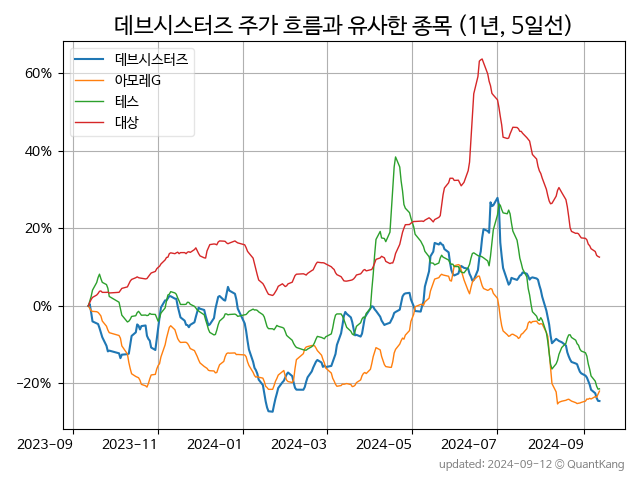 데브시스터즈 주가 흐름과 유사한 종목 (1년, 5일선)
데브시스터즈
아모레G
테스
대상
60%
40%
20%
0%
−20%
2023-09 2023-11 2024-01 2024-03 2024-05 2024-07 2024-09
updated: 2024-09-12 © QuantKang